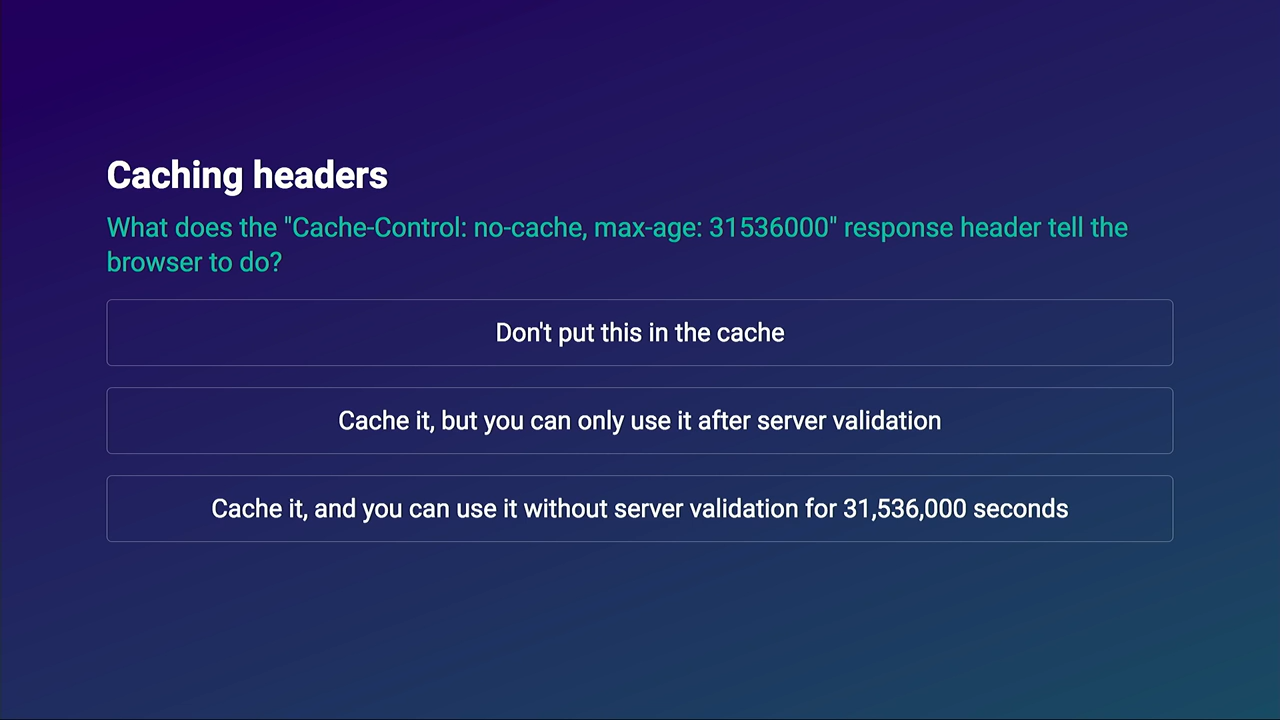 Caching headers
What does the "Cache-Control: no-cache, max-age: 31536000" response header tell the
browser to do?
Don't put this in the cache
Cache it, but you can only use it after server validation
Cache it, and you can use it without server validation for 31,536,000 seconds